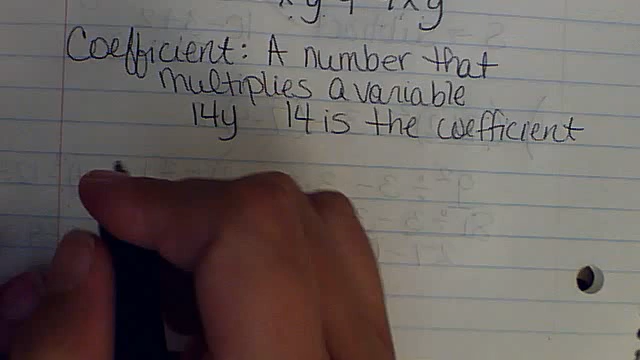 Coefficient: A number that
multiplies a variable
14y 14 is the coefficient